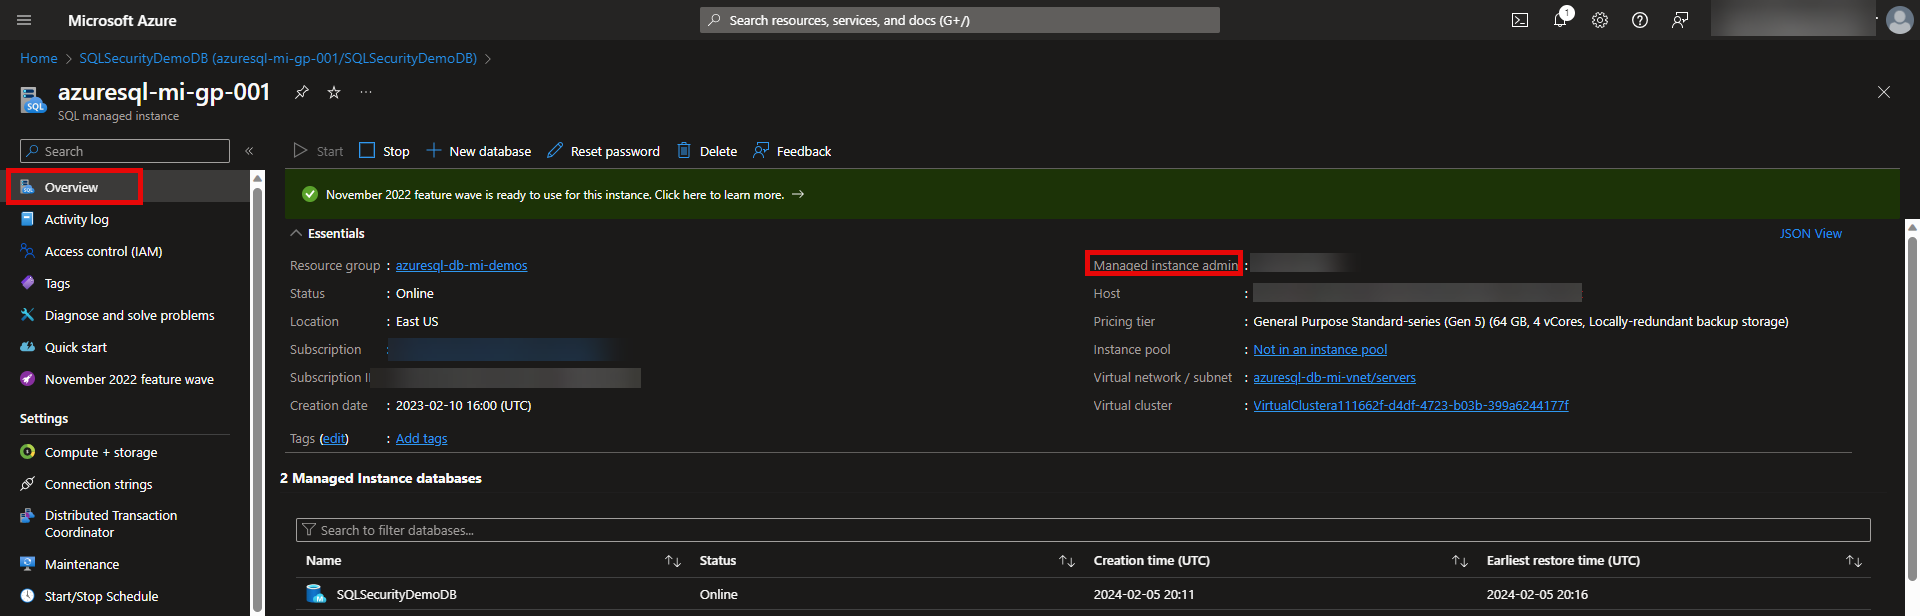 Microsoft Azure
Search resources, services, and docs (G+/)
1
Home > SQLSecurityDemoDB (azuresql-mi-gp-001/SQLSecurityDemoDB) >
azuresql-mi-gp-001
SQL managed instance
Search
Start
Stop
New database
Reset password
Delete
Feedback
Overview
Activity log
Access control (IAM)
Tags
Diagnose and solve problems
Quick start
November 2022 feature wave
Settings
Compute + storage
Connection strings
Distributed Transaction
Coordinator
Maintenance
Start/Stop Schedule
November 2022 feature wave is ready to use for this instance. Click here to learn more. →
Essentials
JSON View
Resource group : azuresql-db-mi-demos
Status : Online
Location : East US
Subscription :
Subscription
Creation date : 2023-02-10 16:00 (UTC)
Tags (edit) : Add tags
Managed instance admin :
Host :
Pricing tier : General Purpose Standard-series (Gen 5) (64 GB, 4 vCores, Locally-redundant backup storage)
Instance pool : Not in an instance pool
Virtual network / subnet : azuresql-db-mi-vnet/servers
Virtual cluster : VirtualClustera111662f-d4df-4723-b03b-399a6244177f
2 Managed Instance databases
Search to filter databases...
Name ↑↓ Status ↑↓ Creation time (UTC) ↑↓ Earliest restore time (UTC) ↑↓
SQLSecurityDemoDB Online 2024-02-05 20:11 2024-02-05 20:16